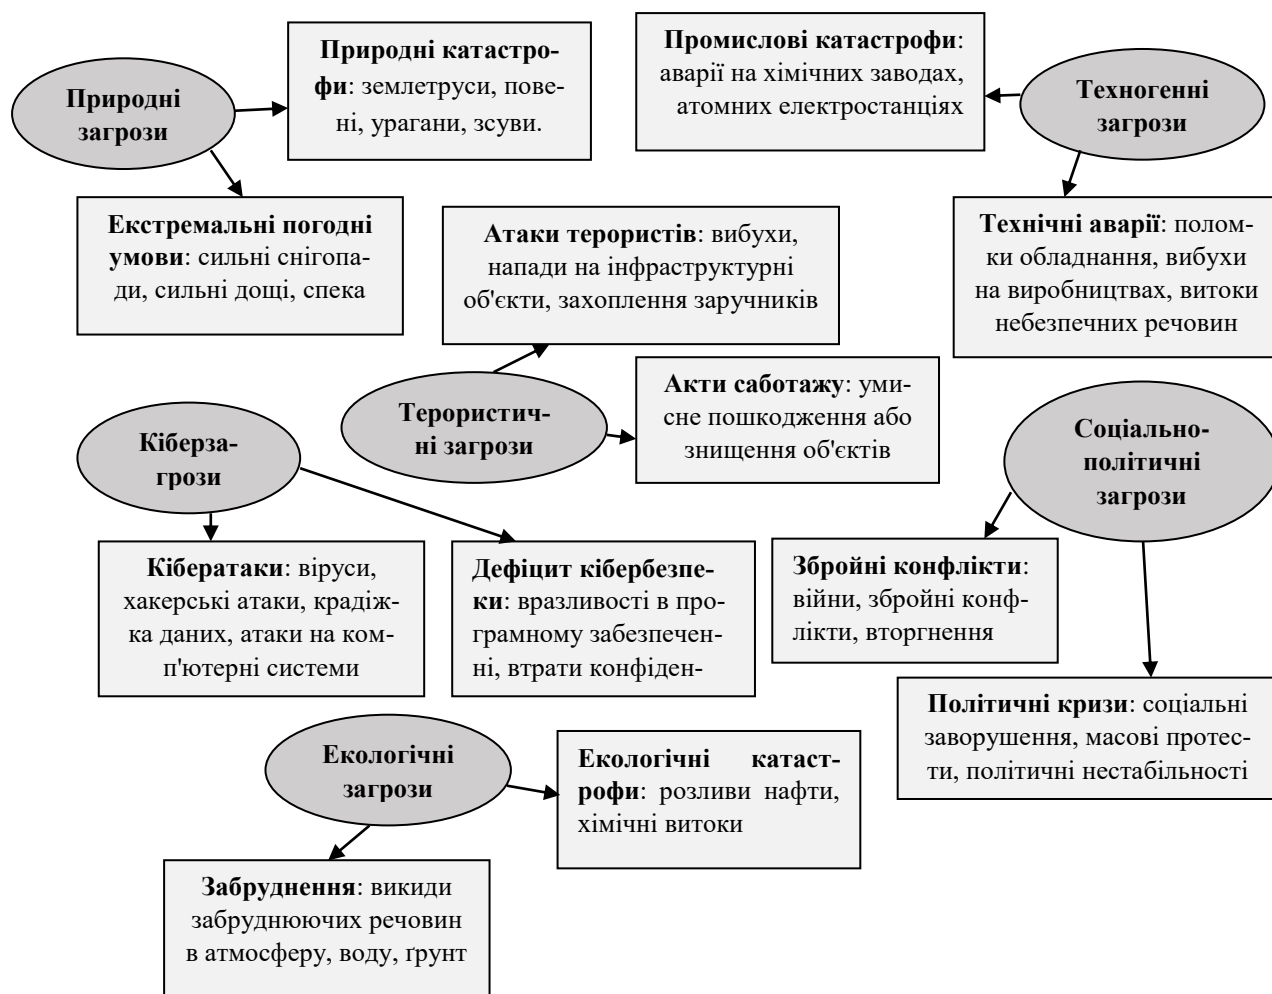 Природні
загрози
Природні катастро-
фи: землетруси, пове-
ні, урагани, зсуви.
Промислові катастрофи:
аварії на хімічних заводах,
атомних електростанціях
Техногенні
загрози
Екстремальні погодні
умови: сильні снігопа-
ди, сильні дощі, спека
Атаки терористів: вибухи,
напади на інфраструктурні
об'єкти, захоплення заручників
Технічні аварії: полом-
ки обладнання, вибухи
на виробництвах, витоки
небезпечних речовин
Терористич-
ні загрози
Акти саботажу: уми-
сне пошкодження або
знищення об'єктів
Соціально-
політичні
загрози
Кіберза-
грози
Кібератаки: віруси,
хакерські атаки, крадіж-
ка даних, атаки на ком-
п'ютерні системи
Дефіцит кібербезпе-
ки: вразливості в про-
грамному забезпечен-
ні, втрати конфіден-
Збройні конфлікти:
війни, збройні конф-
лікти, вторгнення
Політичні кризи: соціальні
заворушення, масові протес-
ти, політичні нестабільності
Екологічні
загрози
Екологічні катаст-
рофи: розливи нафти,
хімічні витоки
Забруднення: викиди
забруднюючих речовин
в атмосферу, воду, ґрунт